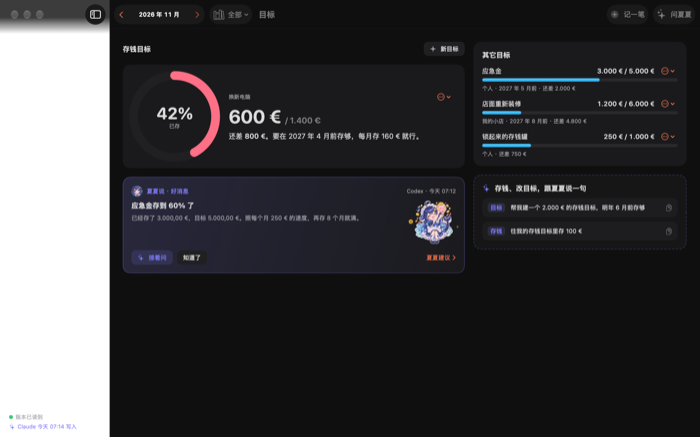 2026 年 11 月
全部
目标
记一笔
问夏夏
存钱目标
新目标
42%
已存
换新电脑
600 € / 1.400 €
还差 800 €。要在 2027 年 4 月前存够，每月存 160 € 就行。
夏夏说 · 好消息
Codex · 今天 07:12
应急金存到 60% 了
已经存了 3.000,00 €，目标 5.000,00 €。照每个月 250 € 的速度，再存 8 个月就满。
接着问
知道了
夏夏建议
其它目标
应急金
3.000 € / 5.000 €
个人 · 2027 年 5 月前 · 还差 2.000 €
店面重新装修
1.200 € / 6.000 €
我的小店 · 2027 年 8 月前 · 还差 4.800 €
锁起来的存钱罐
250 € / 1.000 €
个人 · 还差 750 €
存钱、改目标，跟夏夏说一句
目标
帮我建一个 2.000 € 的存钱目标，明年 6 月前存够
存钱
往我的存钱目标里存 100 €
账本已读到
Claude 今天 07:14 写入